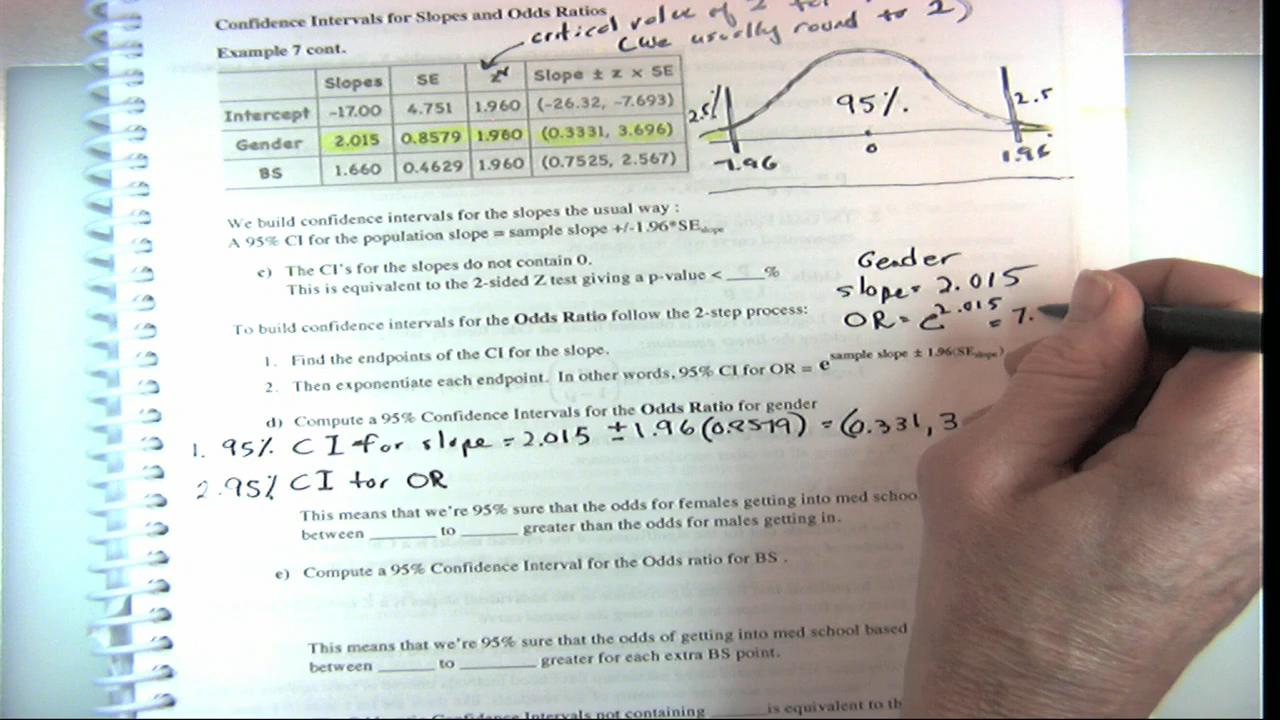 Confidence Intervals for Slopes and Odds Ratios
critical value of z
(we usually round to 2)
Example 7 cont.
Slopes SE z Slope ± z x SE
Intercept -17.00 4.751 1.960 (-26.32, -7.693)
Gender 2.015 0.8579 1.960 (0.3331, 3.696)
BS 1.660 0.4629 1.960 (0.7525, 2.567)
2.5% 95%. 2.5
-1.96 0 1.96
We build confidence intervals for the slopes the usual way :
A 95% CI for the population slope = sample slope +/-1.96*SEslope
c) The CI's for the slopes do not contain 0.
This is equivalent to the 2-sided Z test giving a p-value < ____%
Gender
slope = 2.015
OR = e^2.015 = 7.
To build confidence intervals for the Odds Ratio follow the 2-step process:
1. Find the endpoints of the CI for the slope.
2. Then exponentiate each endpoint. In other words, 95% CI for OR = e^sample slope ± 1.96(SEslope)
d) Compute a 95% Confidence Intervals for the Odds Ratio for gender
1. 95% CI for slope = 2.015 ± 1.96(0.8579) = (0.331, 3
2. 95% CI for OR
This means that we're 95% sure that the odds for females getting into med schoo
between _______ to ______ greater than the odds for males getting in.
e) Compute a 95% Confidence Interval for the Odds ratio for BS .
This means that we're 95% sure that the odds of getting into med school based
between ______ to ________ greater for each extra BS point.
Intervals not containing ______ is equivalent to th